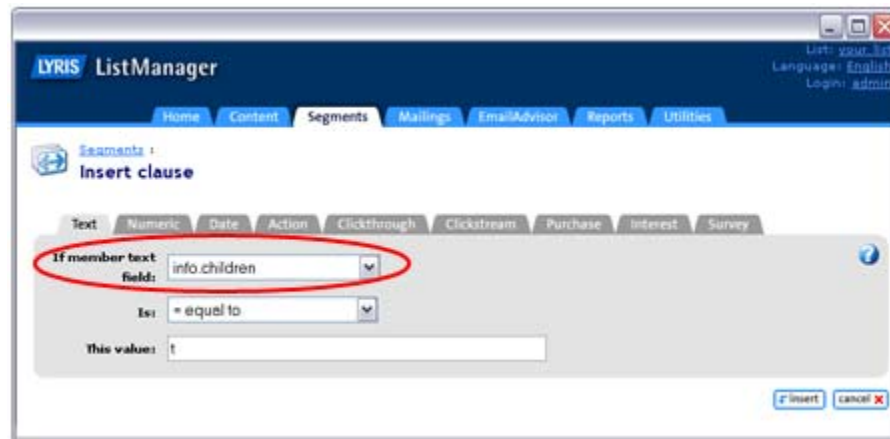 List: your list
Language: English
Login: admin
LYRIS ListManager
Home Content Segments Mailings EmailAdvisor Reports Utilities
Segments :
Insert clause
Text Numeric Date Action Clickthrough Clickstream Purchase Interest Survey
If member text field: info.children
Is: = equal to
This value: t
insert cancel